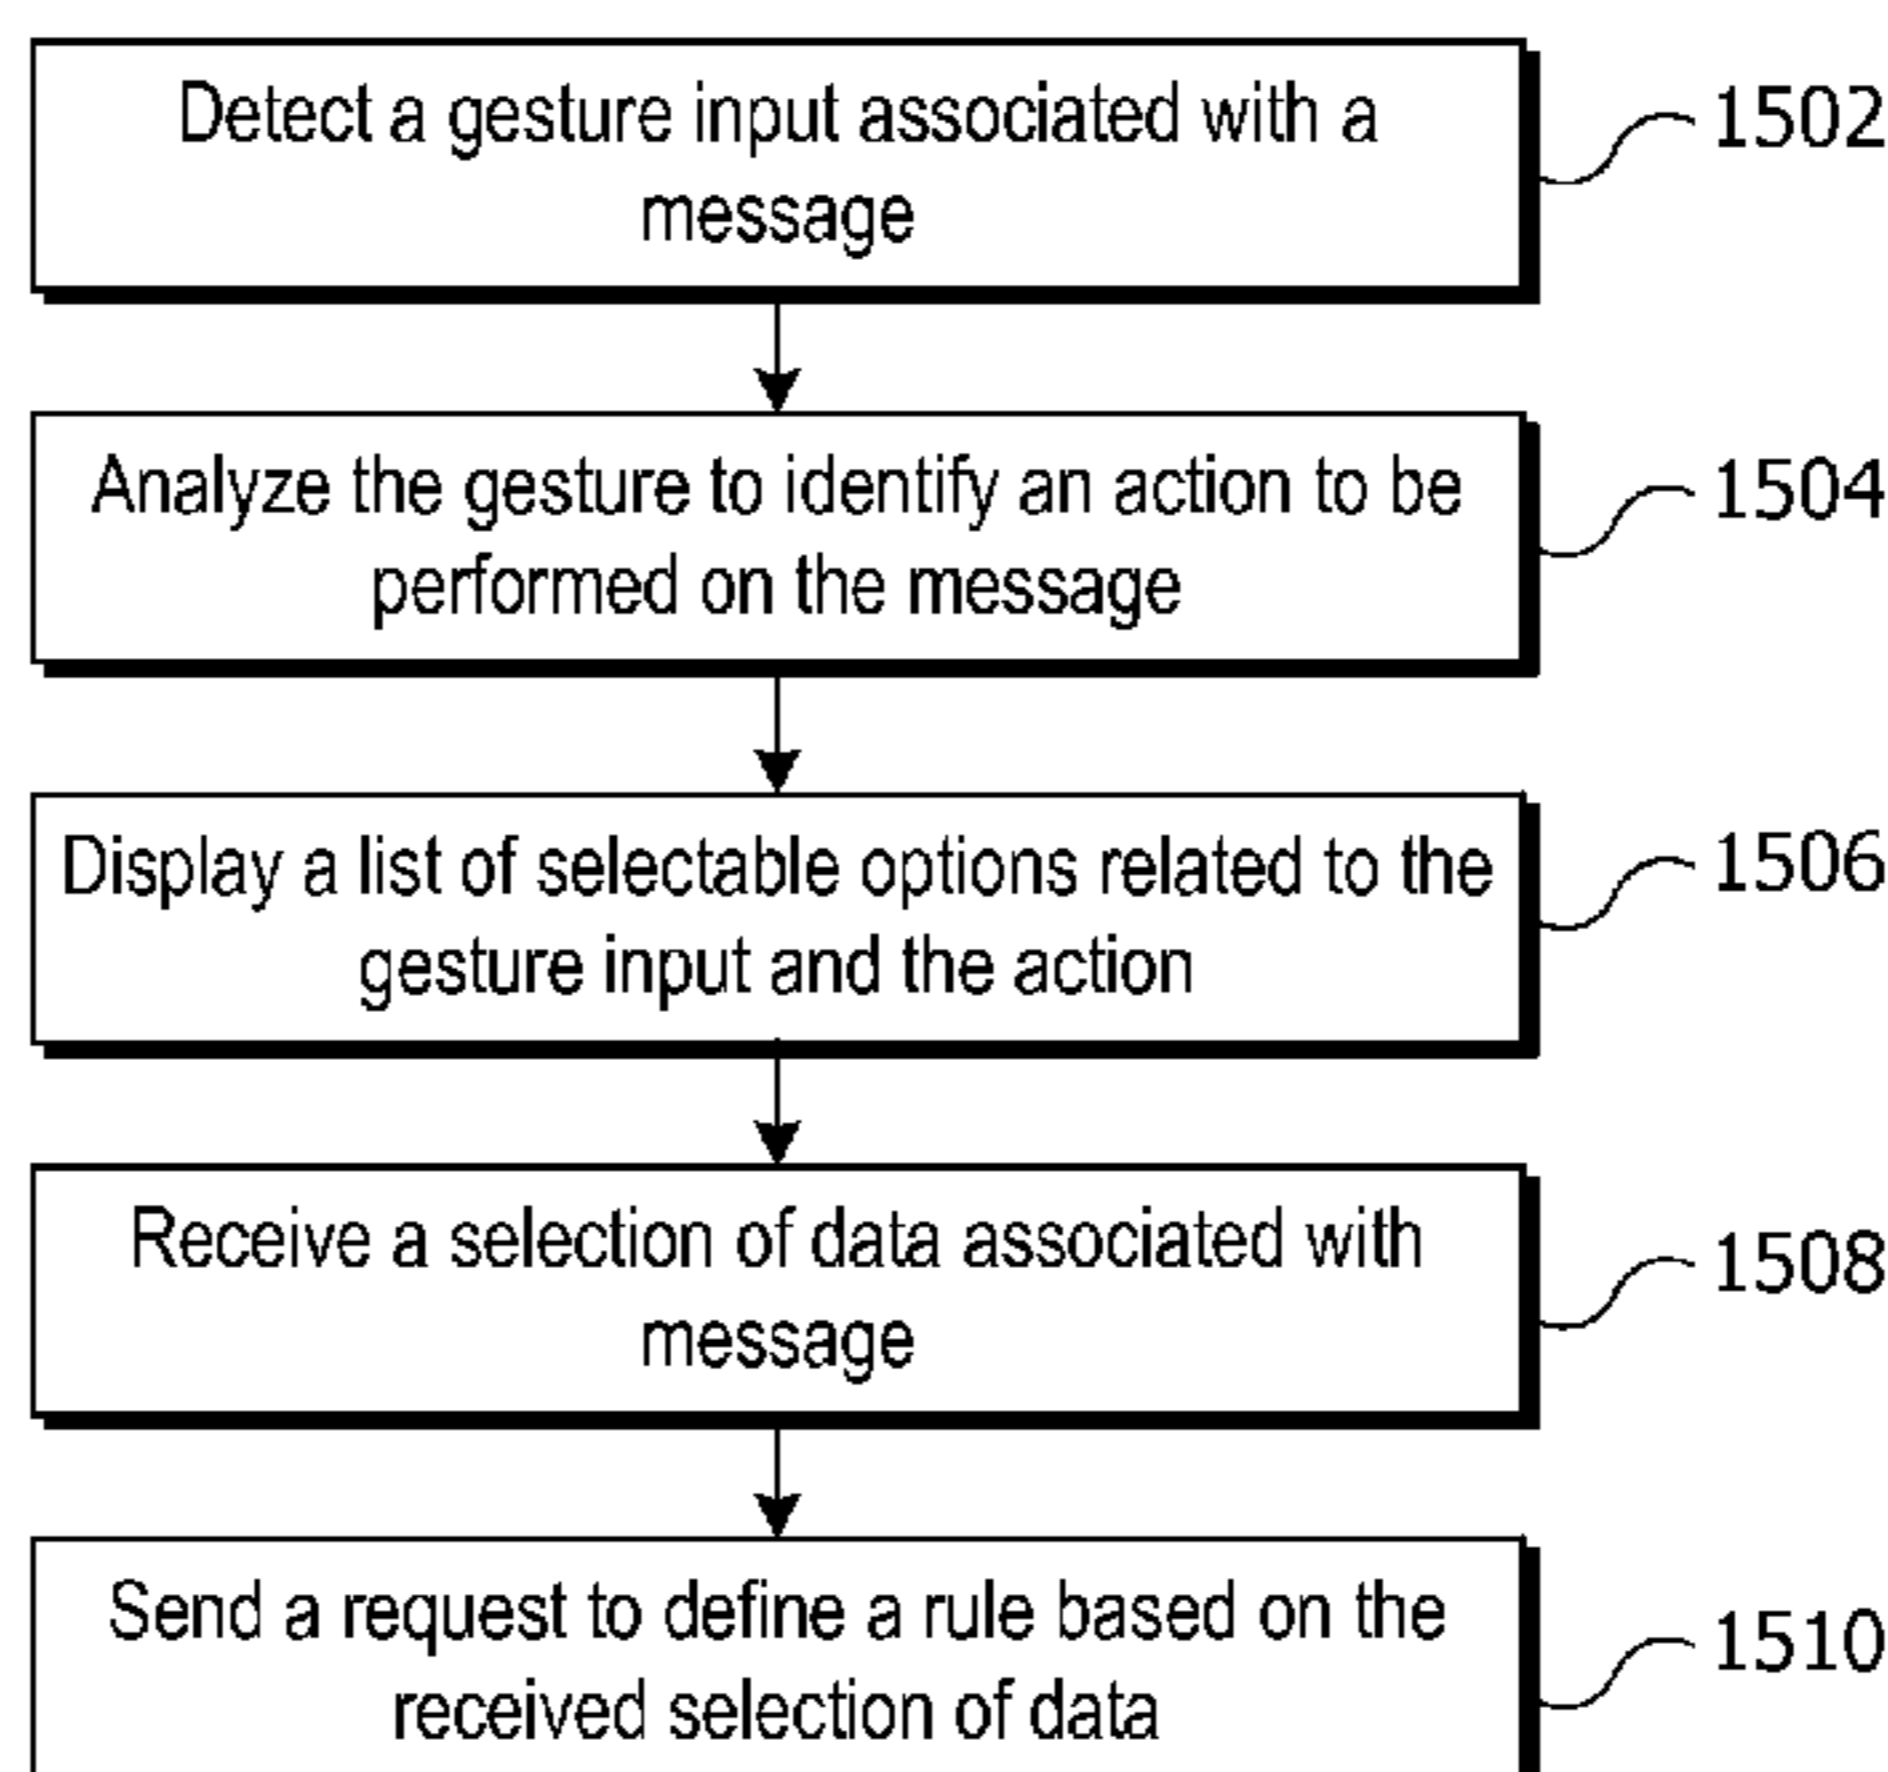 Detect a gesture input associated with a
message
1502
Analyze the gesture to identify an action to be
performed on the message
1504
Display a list of selectable options related to the
gesture input and the action
1506
Receive a selection of data associated with
message
1508
Send a request to define a rule based on the
received selection of data
1510